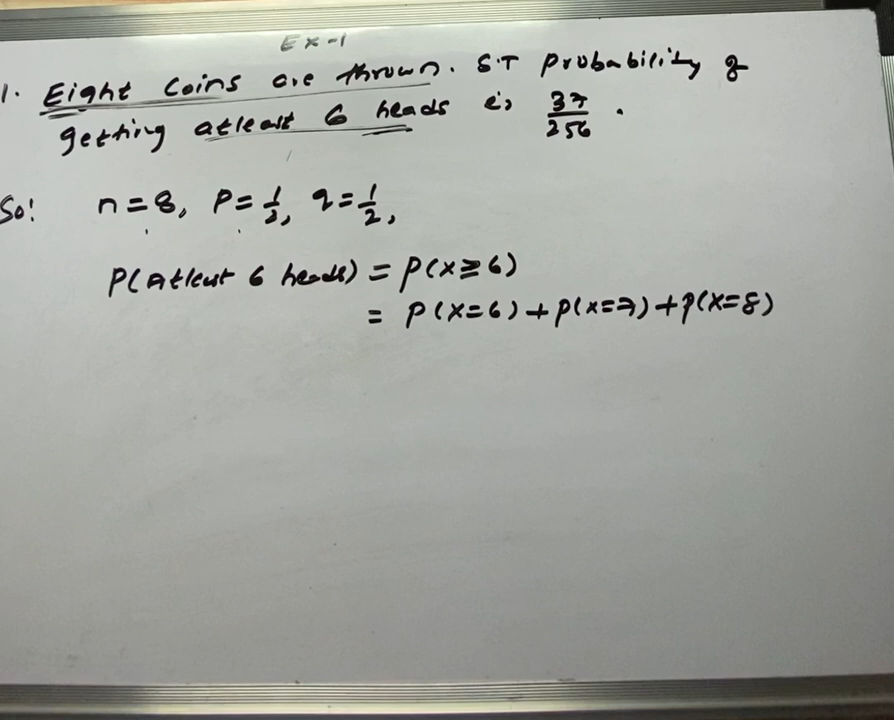 Ex-1
1. Eight Coins are thrown. S.T probability of
getting atleast 6 heads is 37/256.
So! n=8, P=1/2, q=1/2,
P(Atleast 6 heads) = P(X≥6)
= P(X=6)+P(X=7)+P(X=8)